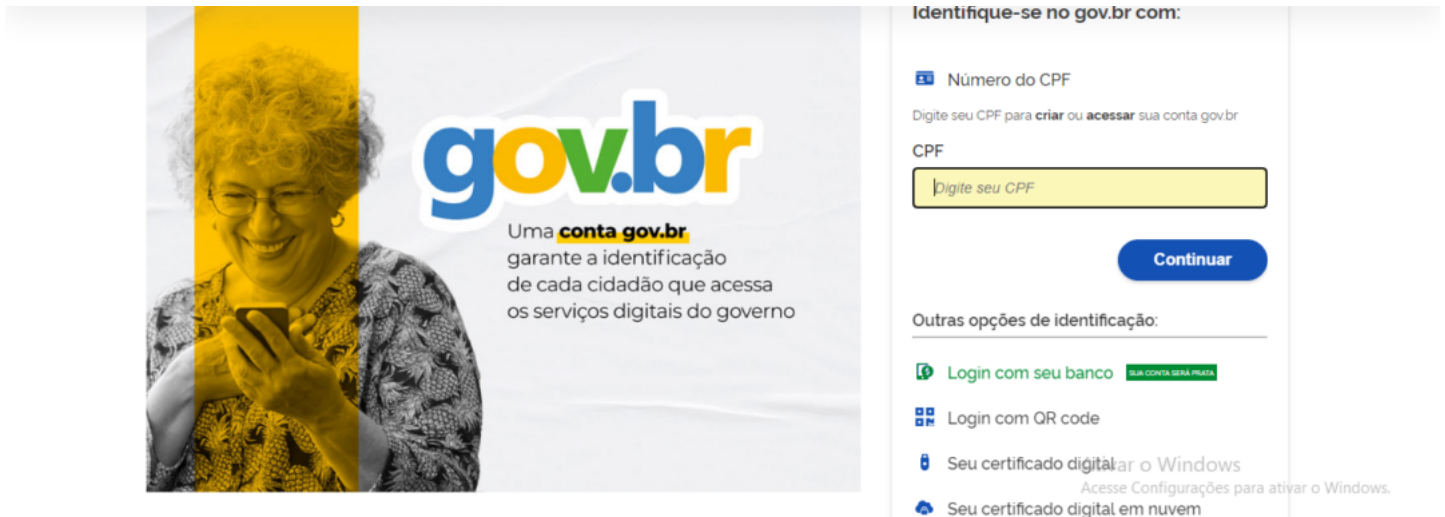 gov.br
Uma conta gov.br
garante a identificação
de cada cidadão que acessa
os serviços digitais do governo
Identifique-se no gov.br com:
Número do CPF
Digite seu CPF para criar ou acessar sua conta gov.br
CPF
Digite seu CPF
Continuar
Outras opções de identificação:
Login com seu banco SUA CONTA SERÁ PRATA
Login com QR code
Seu certificado digital
Seu certificado digital em nuvem
ar o Windows
Acesse Configurações para ativar o Windows.